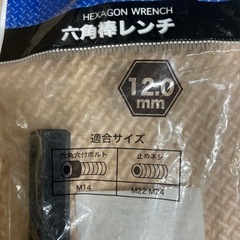 HEXAGON WRENCH
六角棒レンチ
12.0
mm
適合サイズ
六角穴付ボルト 止めネジ
M14 M22 M24